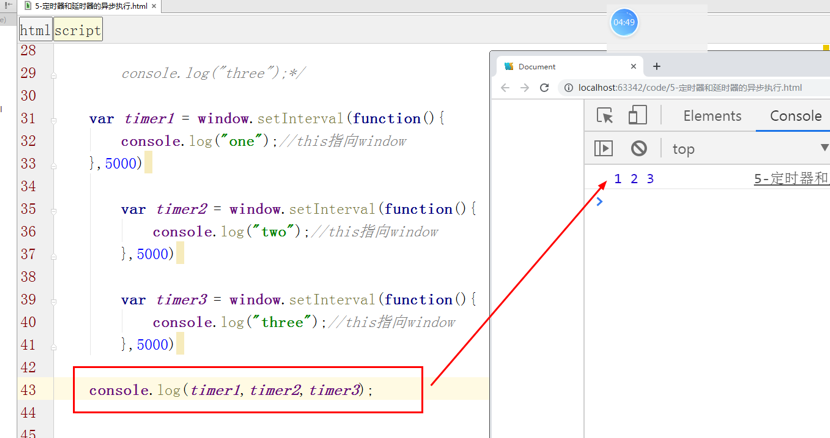 5-定时器和延时器的异步执行.html ×
html script
04:49
28
29 console.log("three");*/
30
31 var timer1 = window.setInterval(function(){
32 console.log("one");//this指向window
33 },5000)
34
35 var timer2 = window.setInterval(function(){
36 console.log("two");//this指向window
37 },5000)
38
39 var timer3 = window.setInterval(function(){
40 console.log("three");//this指向window
41 },5000)
42
43 console.log(timer1,timer2,timer3);
44
45
Document
localhost:63342/code/5-定时器和延时器的异步执行.html
Elements Console
top
1 2 3 5-定时器和